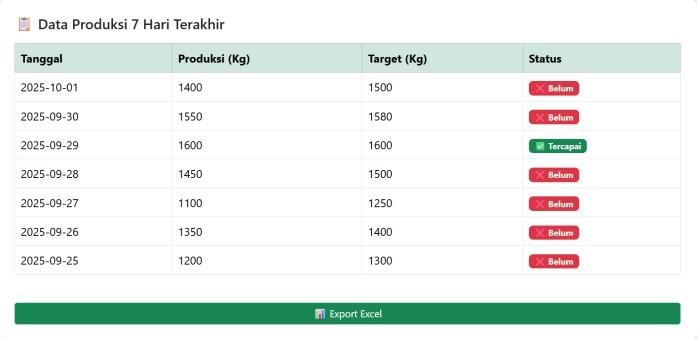 Data Produksi 7 Hari Terakhir
Tanggal Produksi (Kg) Target (Kg) Status
2025-10-01 1400 1500 Belum
2025-09-30 1550 1580 Belum
2025-09-29 1600 1600 Tercapai
2025-09-28 1450 1500 Belum
2025-09-27 1100 1250 Belum
2025-09-26 1350 1400 Belum
2025-09-25 1200 1300 Belum
Export Excel